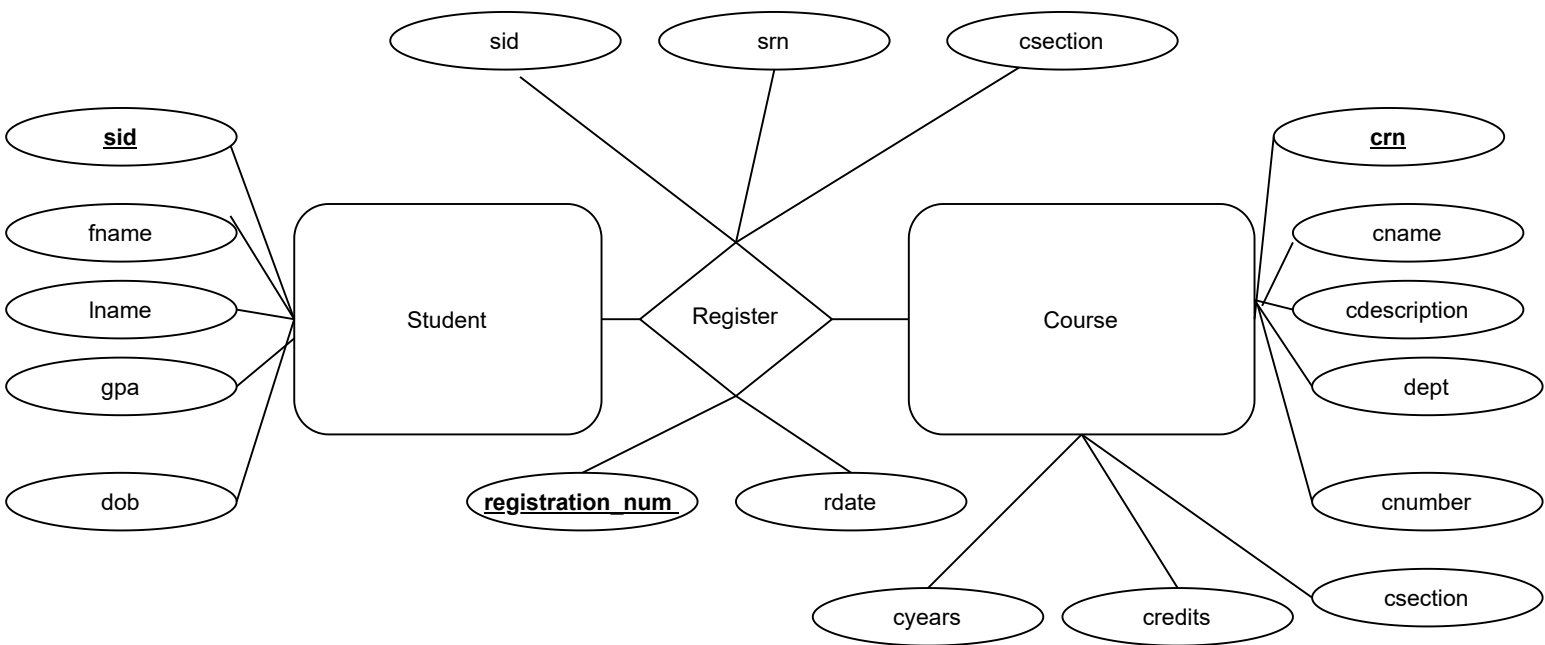 sid
srn
csection
sid
crn
fname
cname
lname
Student
Register
Course
cdescription
gpa
dept
dob
registration_num
rdate
cnumber
csection
cyears
credits